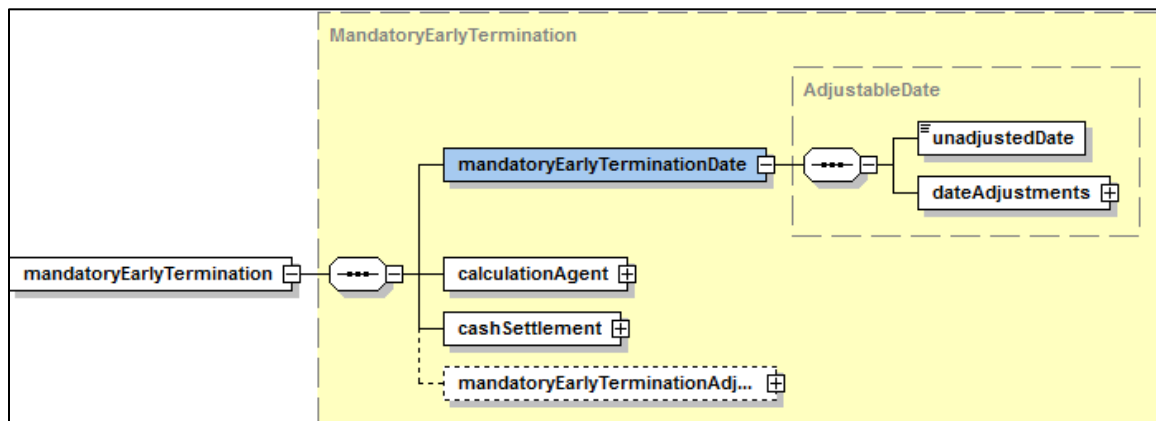 MandatoryEarlyTermination
AdjustableDate
unadjustedDate
mandatoryEarlyTerminationDate
dateAdjustments
mandatoryEarlyTermination
calculationAgent
cashSettlement
mandatoryEarlyTerminationAdj...